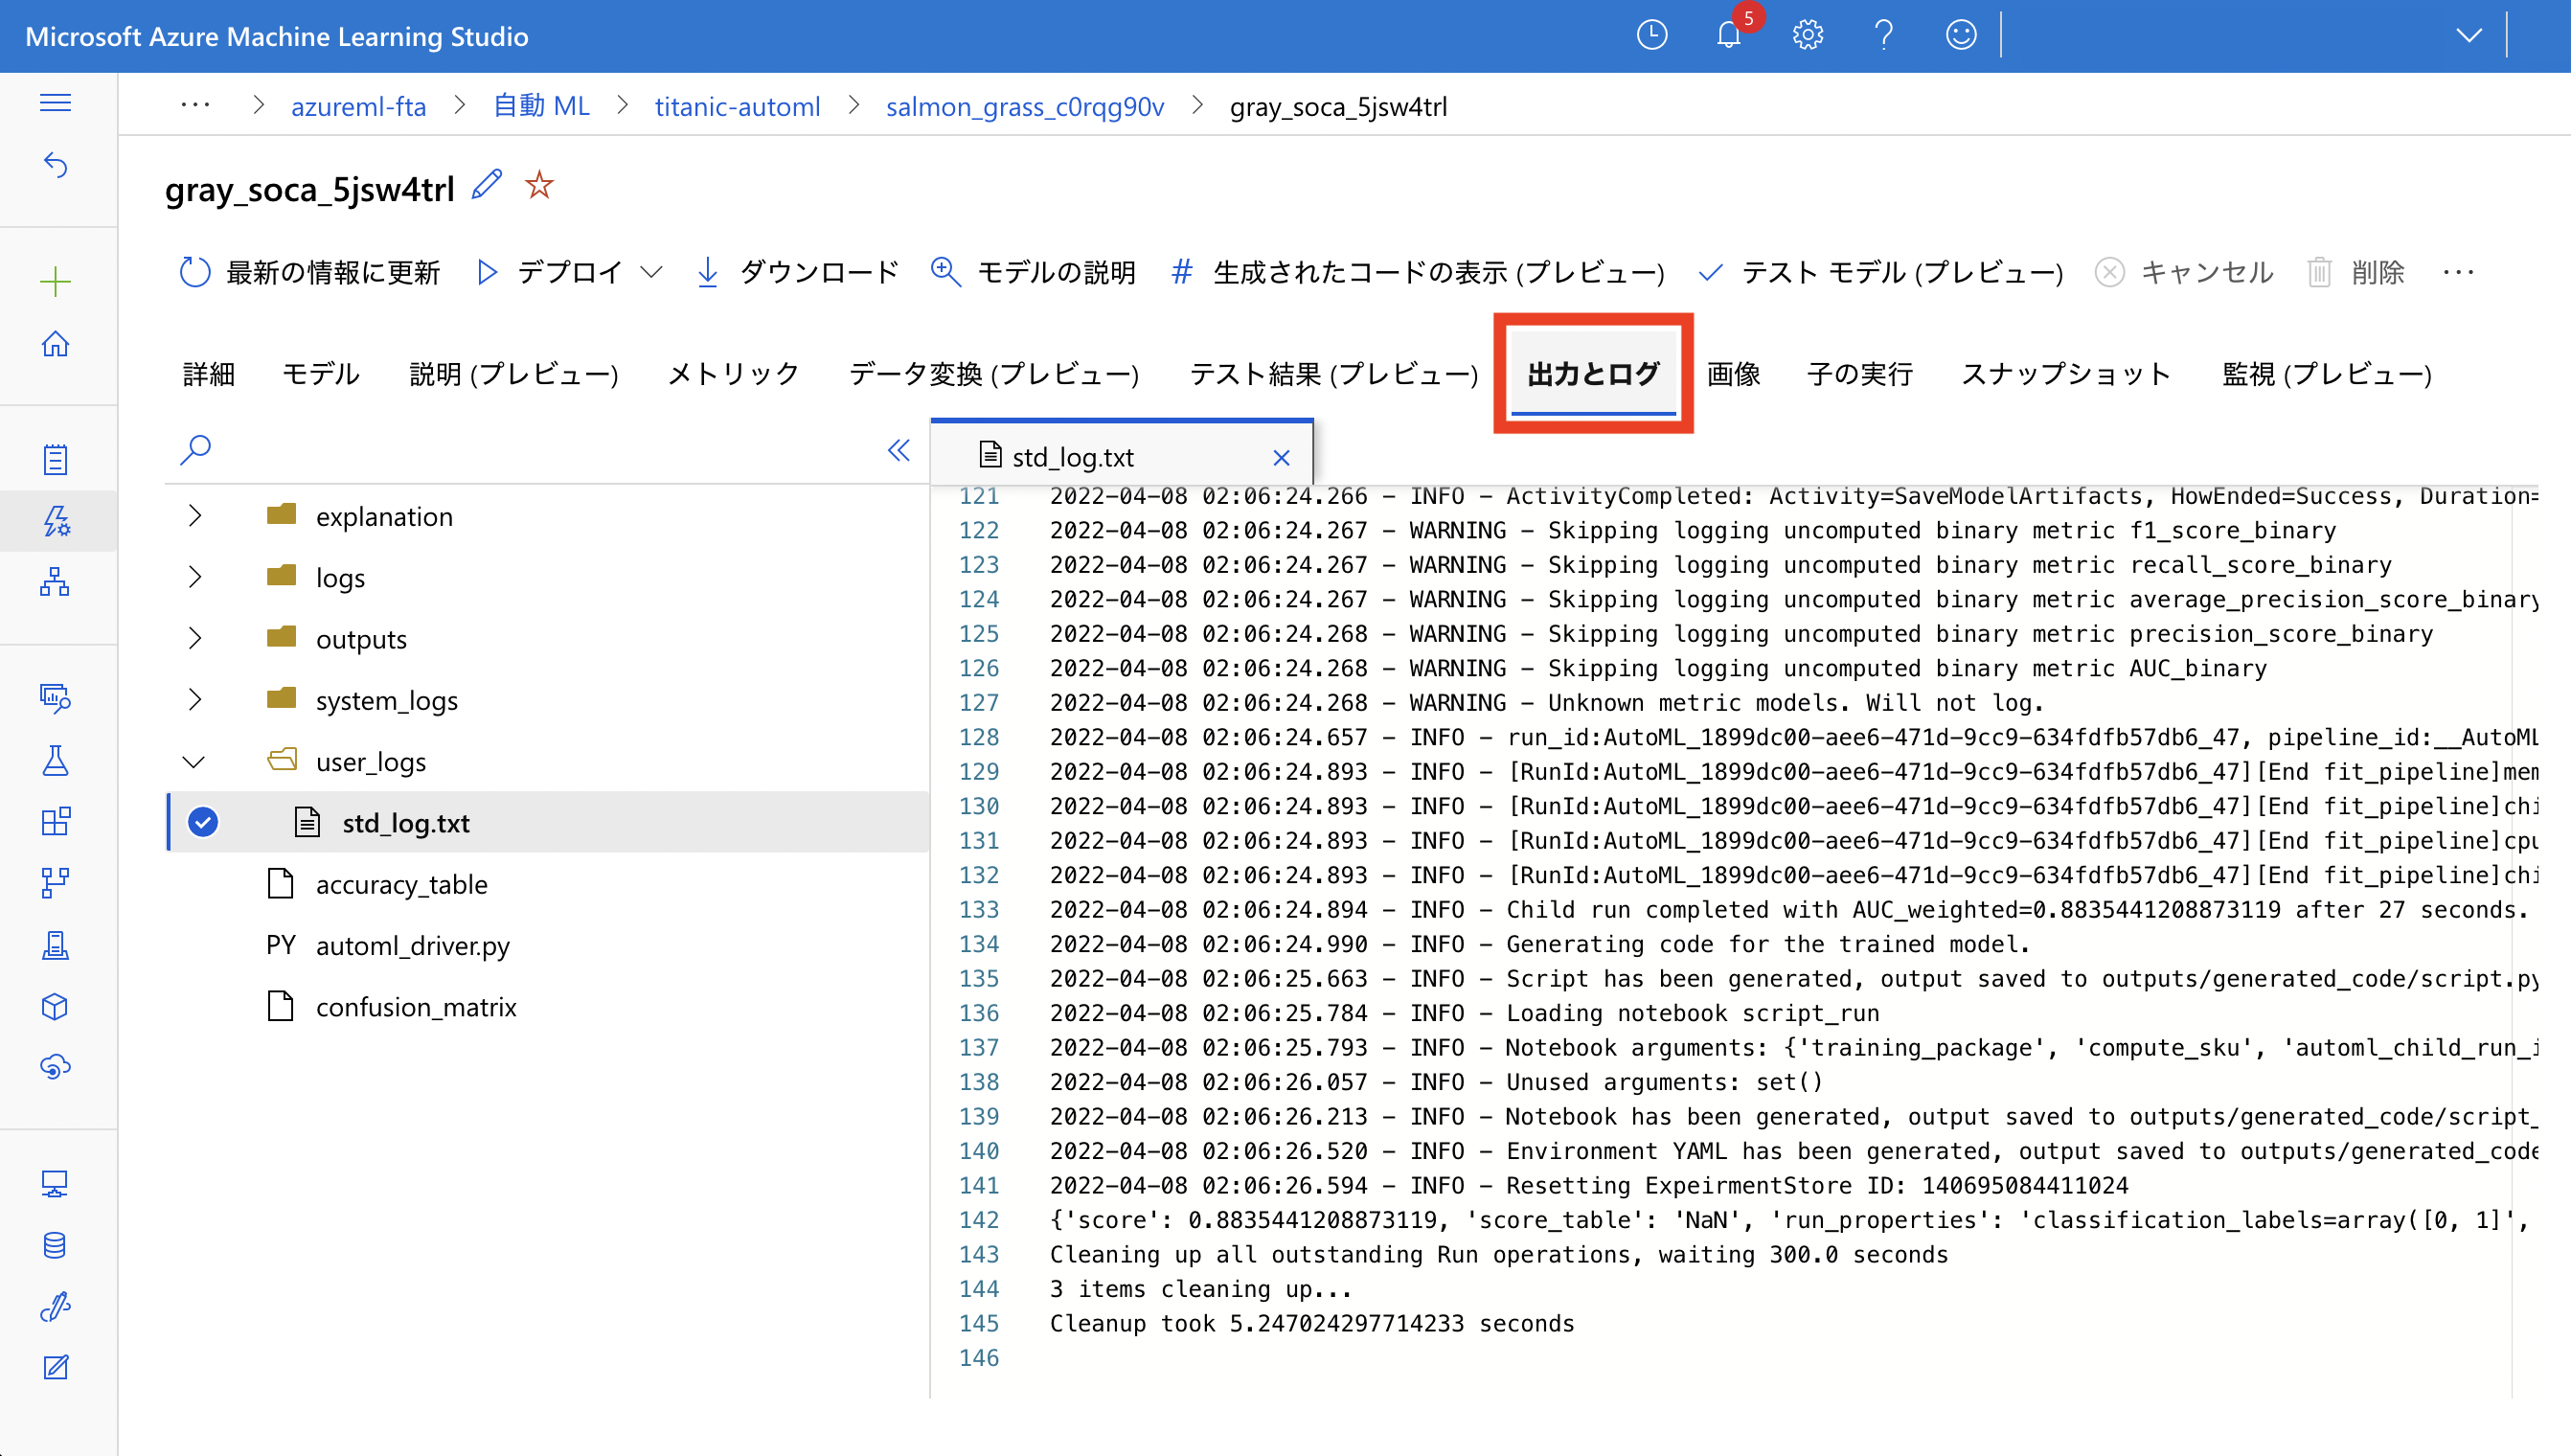 Microsoft Azure Machine Learning Studio
5
··· > azureml-fta > 自動 ML > titanic-automl > salmon_grass_c0rqg90v > gray_soca_5jsw4trl
gray_soca_5jsw4trl
最新の情報に更新 デプロイ ダウンロード モデルの説明 # 生成されたコードの表示 (プレビュー) テスト モデル (プレビュー) キャンセル 削除 ···
詳細 モデル 説明 (プレビュー) メトリック データ変換 (プレビュー) テスト結果 (プレビュー) 出力とログ 画像 子の実行 スナップショット 監視 (プレビュー)
explanation
logs
outputs
system_logs
user_logs
std_log.txt
accuracy_table
PY automl_driver.py
confusion_matrix
std_log.txt
121 2022-04-08 02:06:24.266 - INFO - ActivityCompleted: Activity=SaveModelArtifacts, HowEnded=Success, Duration=
122 2022-04-08 02:06:24.267 - WARNING - Skipping logging uncomputed binary metric f1_score_binary
123 2022-04-08 02:06:24.267 - WARNING - Skipping logging uncomputed binary metric recall_score_binary
124 2022-04-08 02:06:24.267 - WARNING - Skipping logging uncomputed binary metric average_precision_score_binary
125 2022-04-08 02:06:24.268 - WARNING - Skipping logging uncomputed binary metric precision_score_binary
126 2022-04-08 02:06:24.268 - WARNING - Skipping logging uncomputed binary metric AUC_binary
127 2022-04-08 02:06:24.268 - WARNING - Unknown metric models. Will not log.
128 2022-04-08 02:06:24.657 - INFO - run_id:AutoML_1899dc00-aee6-471d-9cc9-634fdfb57db6_47, pipeline_id:__AutoML
129 2022-04-08 02:06:24.893 - INFO - [RunId:AutoML_1899dc00-aee6-471d-9cc9-634fdfb57db6_47][End fit_pipeline]mem
130 2022-04-08 02:06:24.893 - INFO - [RunId:AutoML_1899dc00-aee6-471d-9cc9-634fdfb57db6_47][End fit_pipeline]chi
131 2022-04-08 02:06:24.893 - INFO - [RunId:AutoML_1899dc00-aee6-471d-9cc9-634fdfb57db6_47][End fit_pipeline]cpu
132 2022-04-08 02:06:24.893 - INFO - [RunId:AutoML_1899dc00-aee6-471d-9cc9-634fdfb57db6_47][End fit_pipeline]chi
133 2022-04-08 02:06:24.894 - INFO - Child run completed with AUC_weighted=0.8835441208873119 after 27 seconds.
134 2022-04-08 02:06:24.990 - INFO - Generating code for the trained model.
135 2022-04-08 02:06:25.663 - INFO - Script has been generated, output saved to outputs/generated_code/script.py
136 2022-04-08 02:06:25.784 - INFO - Loading notebook script_run
137 2022-04-08 02:06:25.793 - INFO - Notebook arguments: {'training_package', 'compute_sku', 'automl_child_run_i
138 2022-04-08 02:06:26.057 - INFO - Unused arguments: set()
139 2022-04-08 02:06:26.213 - INFO - Notebook has been generated, output saved to outputs/generated_code/script_
140 2022-04-08 02:06:26.520 - INFO - Environment YAML has been generated, output saved to outputs/generated_code
141 2022-04-08 02:06:26.594 - INFO - Resetting ExpeirmentStore ID: 140695084411024
142 {'score': 0.8835441208873119, 'score_table': 'NaN', 'run_properties': 'classification_labels=array([0, 1]',
143 Cleaning up all outstanding Run operations, waiting 300.0 seconds
144 3 items cleaning up...
145 Cleanup took 5.247024297714233 seconds
146